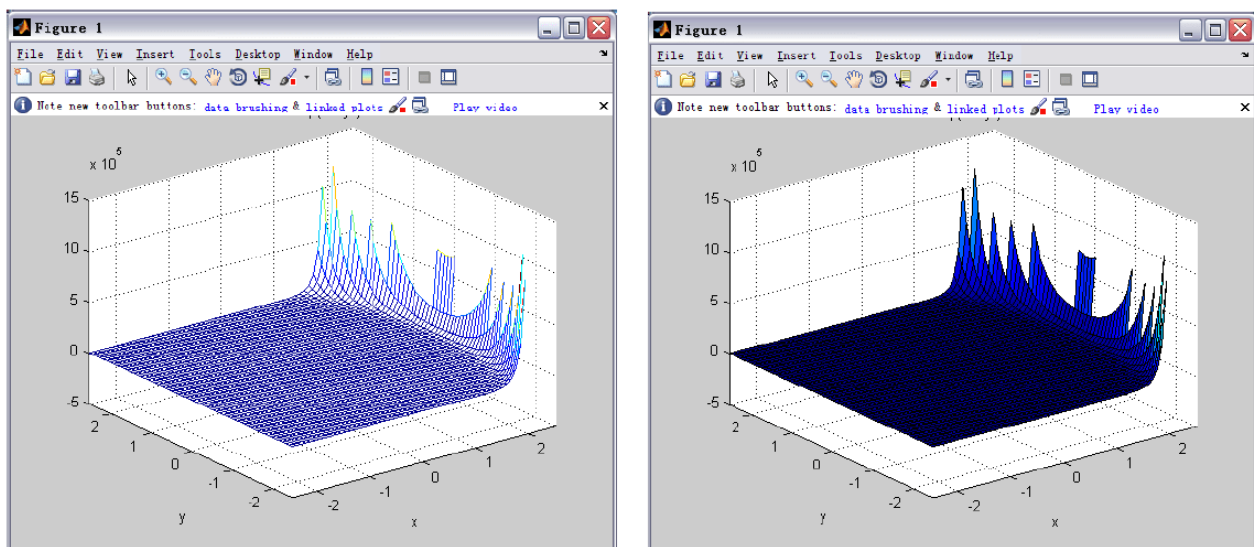 Figure 1
File Edit View Insert Tools Desktop Window Help
Note new toolbar buttons: data brushing & linked plots Play video
x 10^5
15
10
5
0
-5
2
1
0
-1
-2
y
-2
-1
0
1
2
x
Figure 1
File Edit View Insert Tools Desktop Window Help
Note new toolbar buttons: data brushing & linked plots Play video
x 10^5
15
10
5
0
-5
2
1
0
-1
-2
y
-2
-1
0
1
2
x